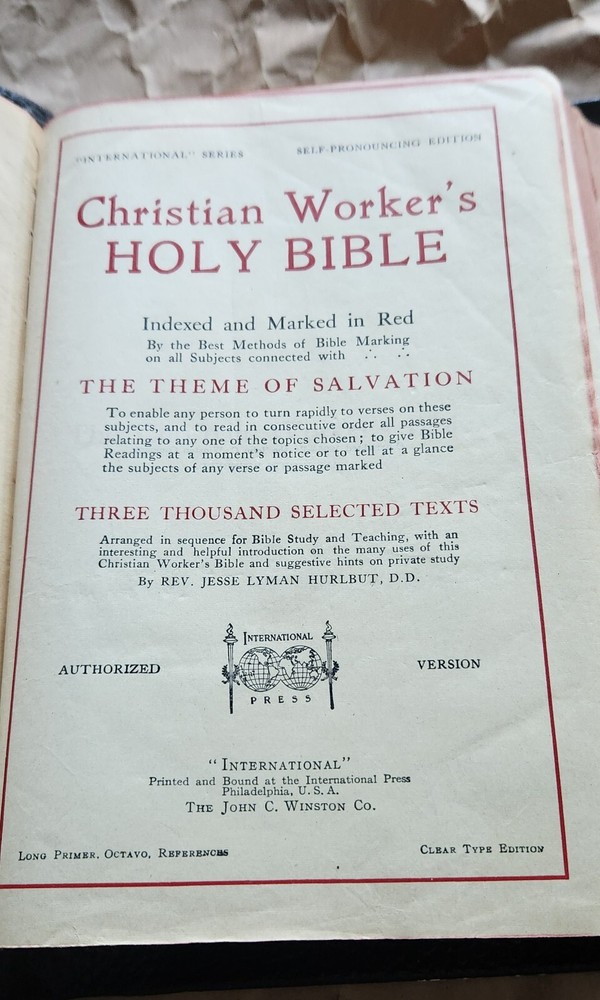 "INTERNATIONAL" SERIES SELF-PRONOUNCING EDITION
Christian Worker's
HOLY BIBLE
Indexed and Marked in Red
By the Best Methods of Bible Marking
on all Subjects connected with ∴ ∵
THE THEME OF SALVATION
To enable any person to turn rapidly to verses on these
subjects, and to read in consecutive order all passages
relating to any one of the topics chosen; to give Bible
Readings at a moment's notice or to tell at a glance
the subjects of any verse or passage marked
THREE THOUSAND SELECTED TEXTS
Arranged in sequence for Bible Study and Teaching, with an
interesting and helpful introduction on the many uses of this
Christian Worker's Bible and suggestive hints on private study
By REV. JESSE LYMAN HURLBUT, D.D.
INTERNATIONAL
AUTHORIZED VERSION
PRESS
"INTERNATIONAL"
Printed and Bound at the International Press
Philadelphia, U. S. A.
THE JOHN C. WINSTON CO.
LONG PRIMER, OCTAVO, REFERENCES CLEAR TYPE EDITION